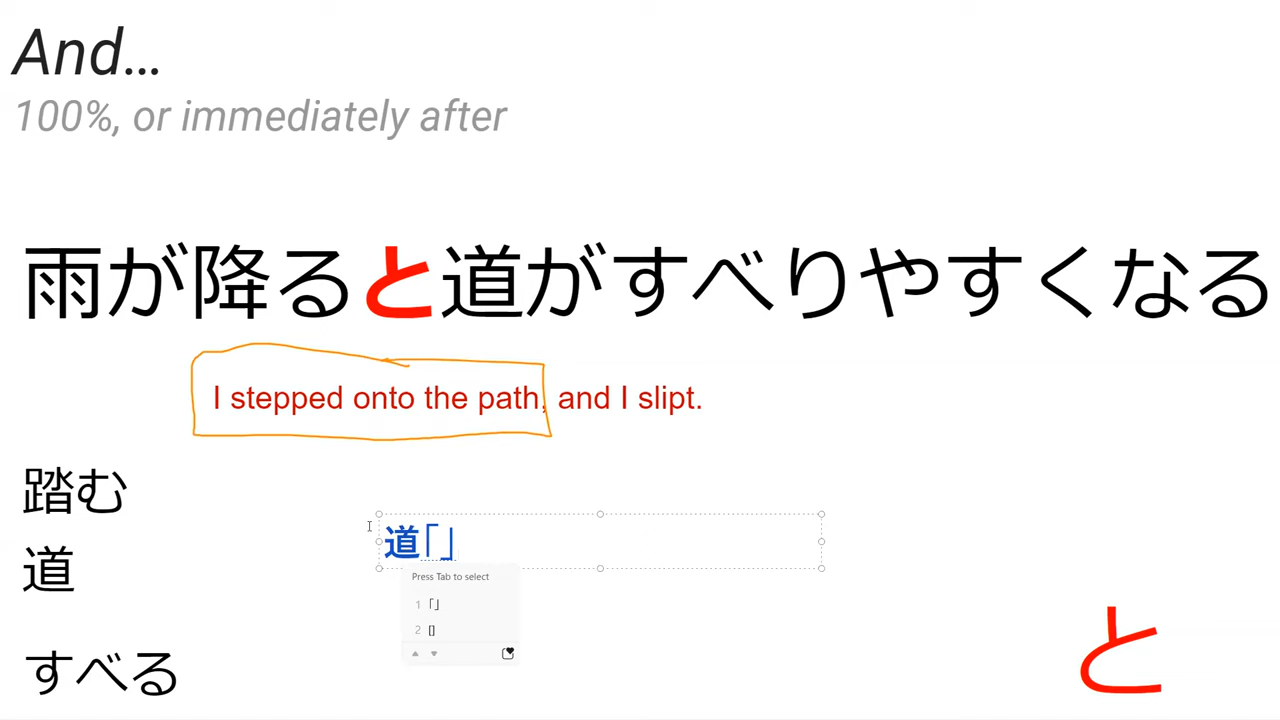 And...
100%, or immediately after
雨が降ると道がすべりやすくなる
I stepped onto the path, and I slipt.
踏む
道
すべる
道「」
Press Tab to select
1 「」
2 []
と